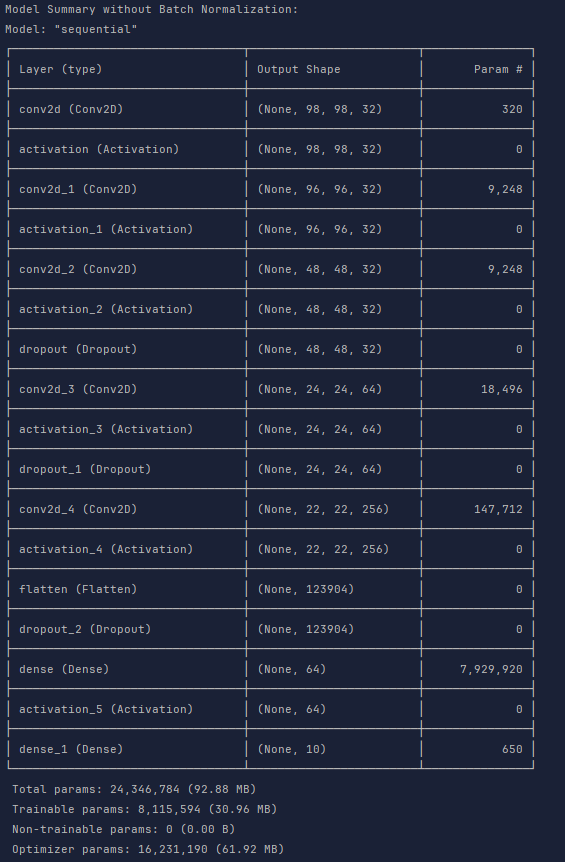 Model Summary without Batch Normalization:
Model: "sequential"
Layer (type) Output Shape Param #
conv2d (Conv2D) (None, 98, 98, 32) 320
activation (Activation) (None, 98, 98, 32) 0
conv2d_1 (Conv2D) (None, 96, 96, 32) 9,248
activation_1 (Activation) (None, 96, 96, 32) 0
conv2d_2 (Conv2D) (None, 48, 48, 32) 9,248
activation_2 (Activation) (None, 48, 48, 32) 0
dropout (Dropout) (None, 48, 48, 32) 0
conv2d_3 (Conv2D) (None, 24, 24, 64) 18,496
activation_3 (Activation) (None, 24, 24, 64) 0
dropout_1 (Dropout) (None, 24, 24, 64) 0
conv2d_4 (Conv2D) (None, 22, 22, 256) 147,712
activation_4 (Activation) (None, 22, 22, 256) 0
flatten (Flatten) (None, 123904) 0
dropout_2 (Dropout) (None, 123904) 0
dense (Dense) (None, 64) 7,929,920
activation_5 (Activation) (None, 64) 0
dense_1 (Dense) (None, 10) 650
Total params: 24,346,784 (92.88 MB)
Trainable params: 8,115,594 (30.96 MB)
Non-trainable params: 0 (0.00 B)
Optimizer params: 16,231,190 (61.92 MB)